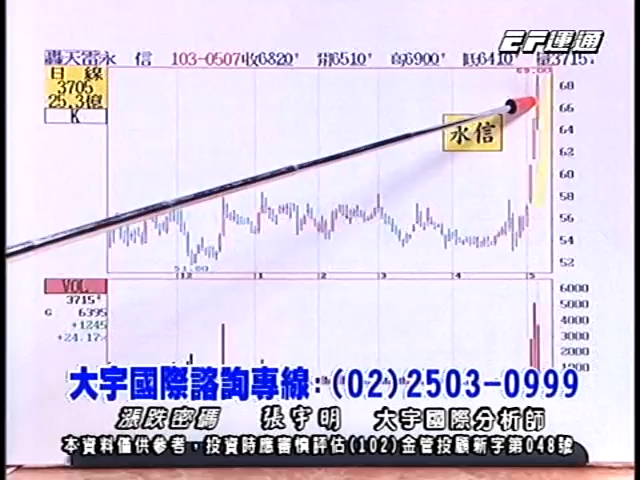 EF運通
轟天雷永 信 103-0507收6820' 開6510' 高6900' 低6410' 量3715'
日 線
3705
25.3億
K
69.00
68
66
64
永信
62
60
58
56
54
52
51.80
12 1 2 3 4 5
VOL
3715'
G 6395
+1245
+24.17%
6000
5000
4000
3000
2000
1000
大宇國際諮詢專線:(02)2503-0999
漲跌密碼 張宇明 大宇國際分析師
本資料僅供參考,投資時應審慎評估(102)金管投顧新字第048號